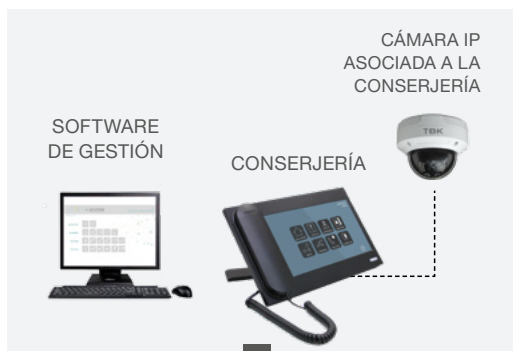 CÁMARA IP
ASOCIADA A LA
CONSERJERÍA
TBK
SOFTWARE
DE GESTIÓN
CONSERJERÍA